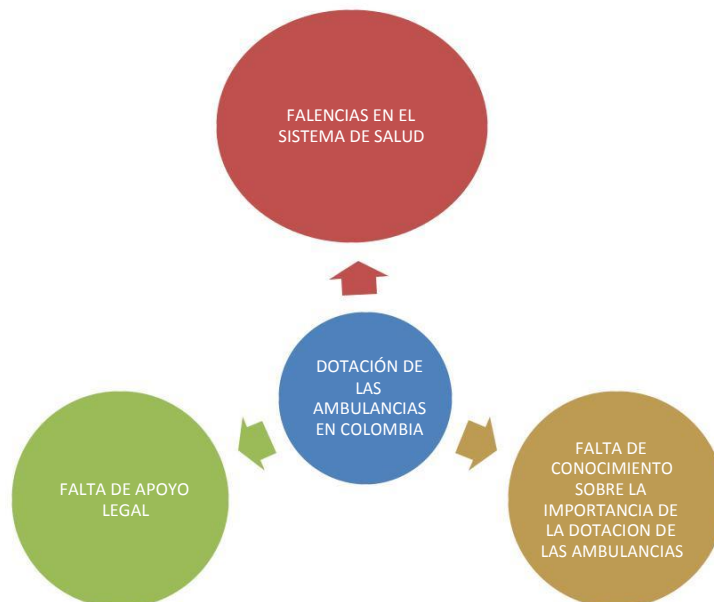 FALENCIAS EN EL
SISTEMA DE SALUD
DOTACIÓN DE
LAS
AMBULANCIAS
EN COLOMBIA
FALTA DE APOYO
LEGAL
FALTA DE
CONOCIMIENTO
SOBRE LA
IMPORTANCIA DE
LA DOTACION DE
LAS AMBULANCIAS